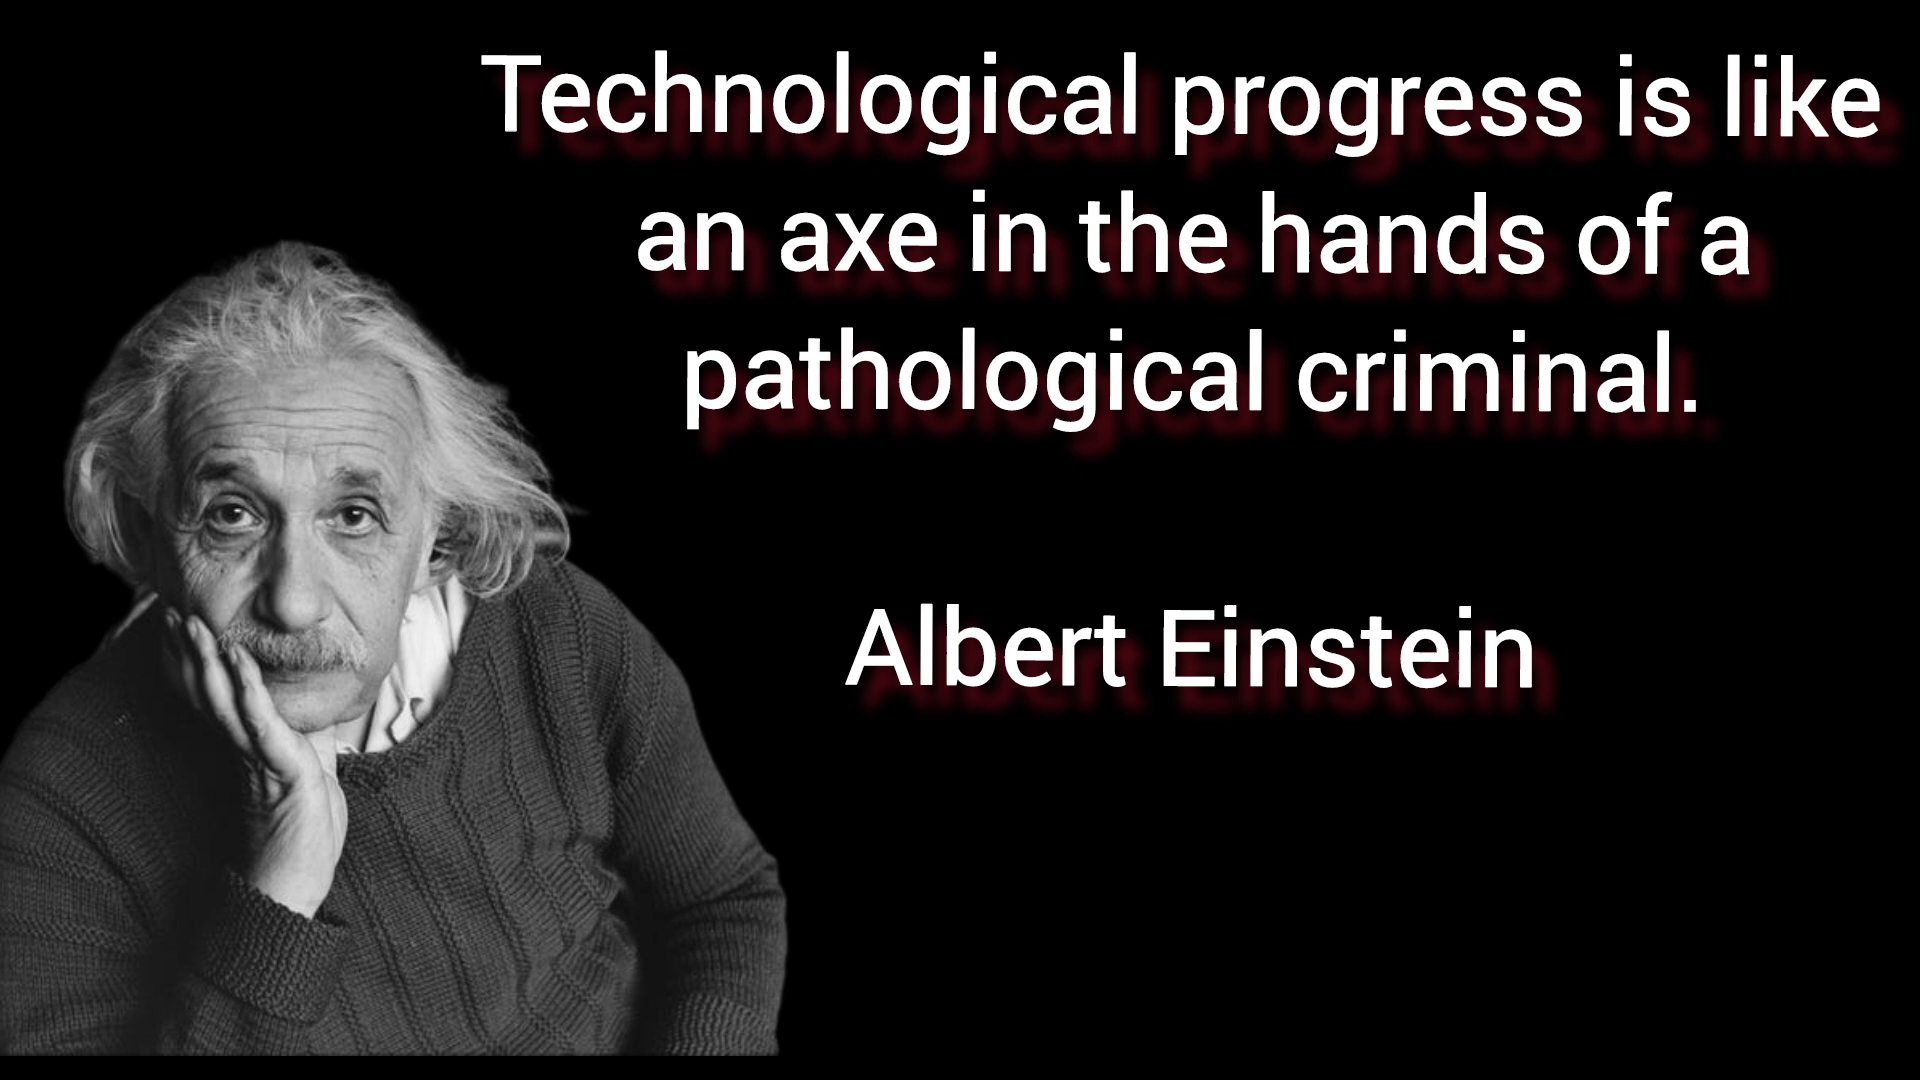 Technological progress is like
an axe in the hands of a
pathological criminal.
Albert Einstein